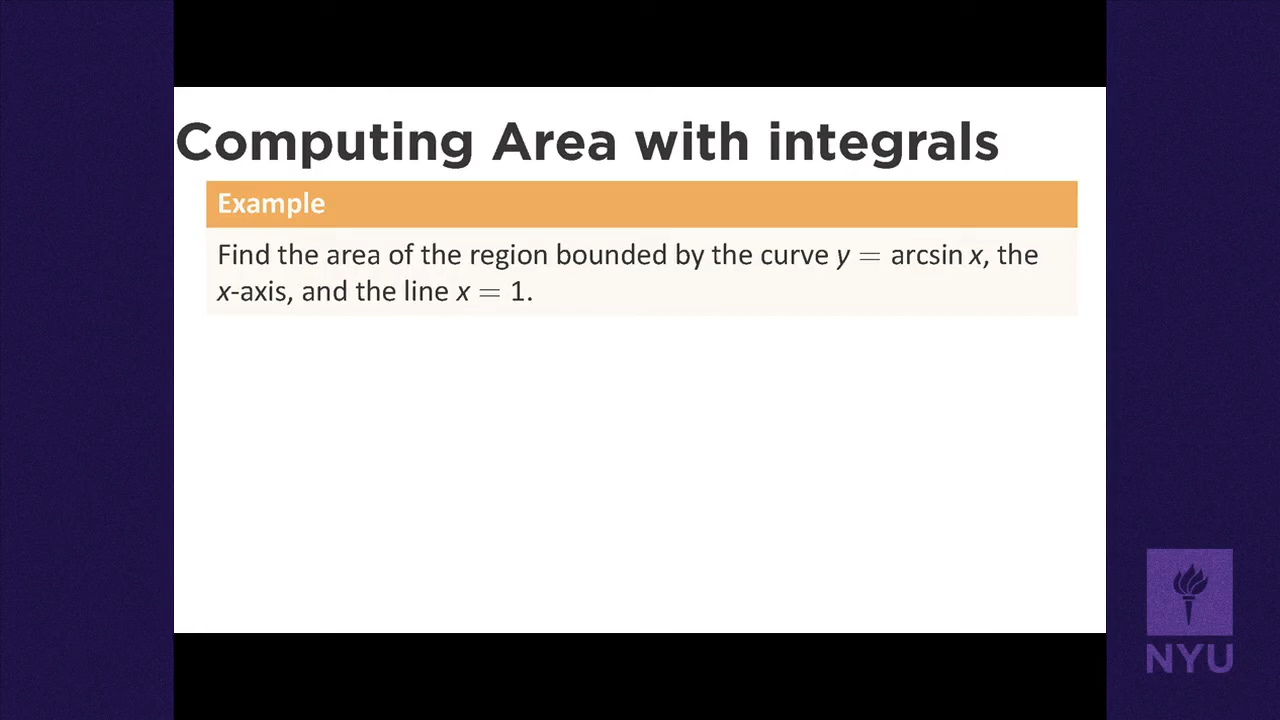 Computing Area with integrals
Example
Find the area of the region bounded by the curve y = arcsin x, the
x-axis, and the line x = 1.
NYU